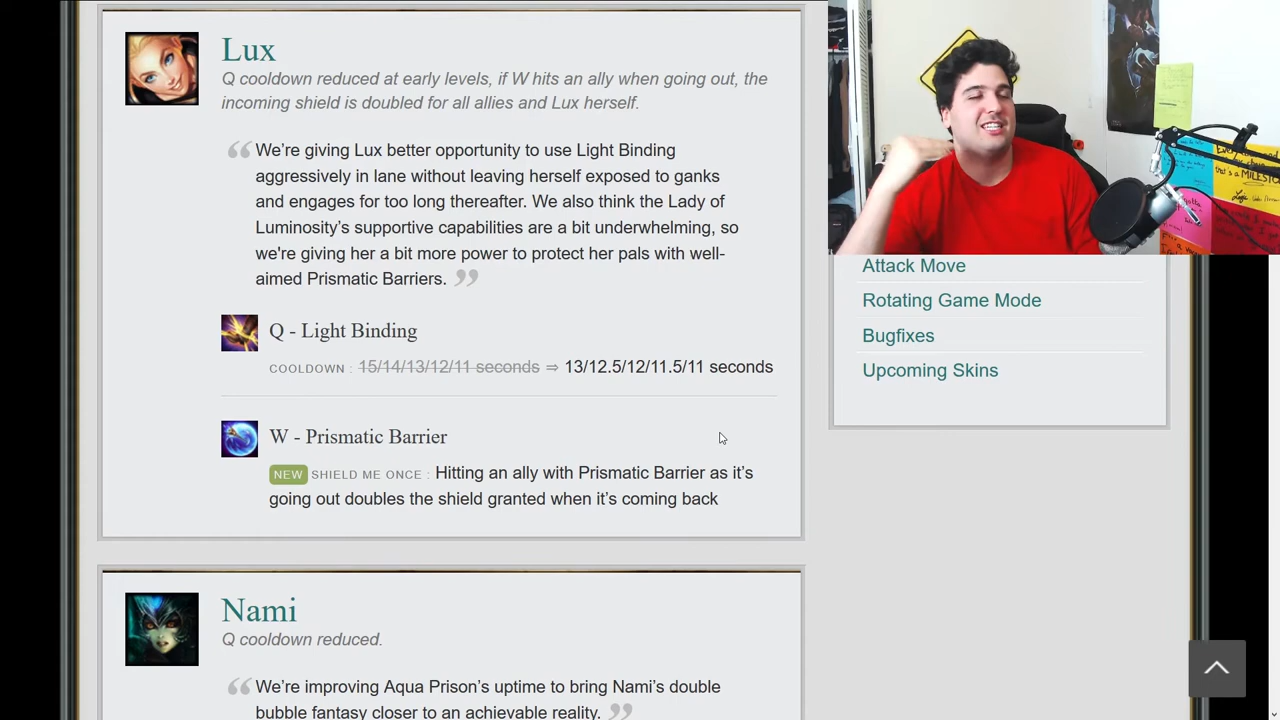 Lux
Q cooldown reduced at early levels, if W hits an ally when going out, the
incoming shield is doubled for all allies and Lux herself.
“ We’re giving Lux better opportunity to use Light Binding
aggressively in lane without leaving herself exposed to ganks
and engages for too long thereafter. We also think the Lady of
Luminosity’s supportive capabilities are a bit underwhelming, so
we're giving her a bit more power to protect her pals with well-
aimed Prismatic Barriers. ”
Q - Light Binding
COOLDOWN : 15/14/13/12/11 seconds ⇒ 13/12.5/12/11.5/11 seconds
W - Prismatic Barrier
NEW SHIELD ME ONCE : Hitting an ally with Prismatic Barrier as it’s
going out doubles the shield granted when it’s coming back
Nami
Q cooldown reduced.
“ We’re improving Aqua Prison’s uptime to bring Nami’s double
bubble fantasy closer to an achievable reality. ”
Attack Move
Rotating Game Mode
Bugfixes
Upcoming Skins